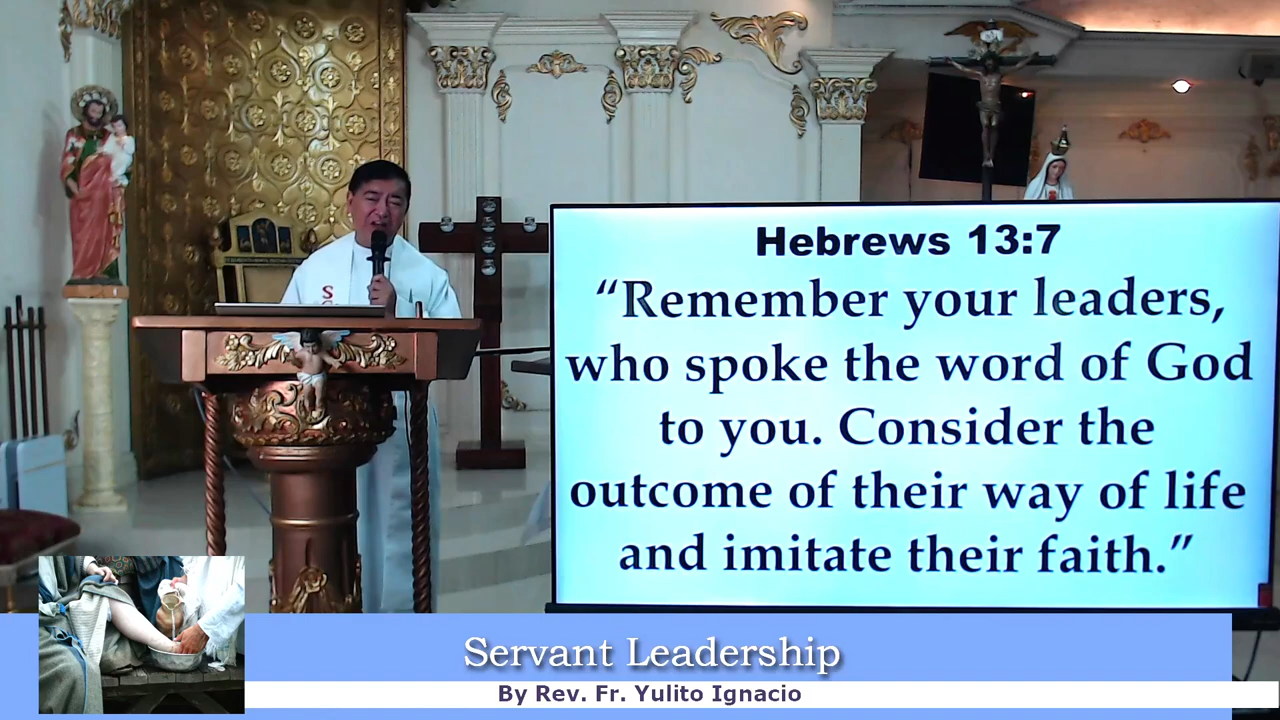 Hebrews 13:7
“Remember your leaders,
who spoke the word of God
to you. Consider the
outcome of their way of life
and imitate their faith.”
Servant Leadership
By Rev. Fr. Yulito Ignacio